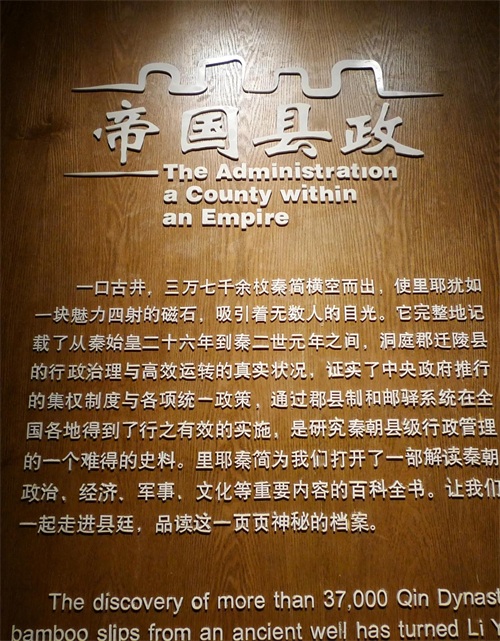 帝国县政
The Administration
a County within
an Empire
一口古井，三万七千余枚秦简横空而出，使里耶犹如
一块魅力四射的磁石，吸引着无数人的目光。它完整地记
载了从秦始皇二十六年到秦二世元年之间，洞庭郡迁陵县
的行政治理与高效运转的真实状况，证实了中央政府推行
的集权制度与各项统一政策，通过郡县制和邮驿系统在全
国各地得到了行之有效的实施，是研究秦朝县级行政管理
的一个难得的史料。里耶秦简为我们打开了一部解读秦朝
政治、经济、军事、文化等重要内容的百科全书。让我们
一起走进县廷，品读这一页页神秘的档案。
The discovery of more than 37,000 Qin Dynast
bamboo slips from an ancient well has turned Li Y